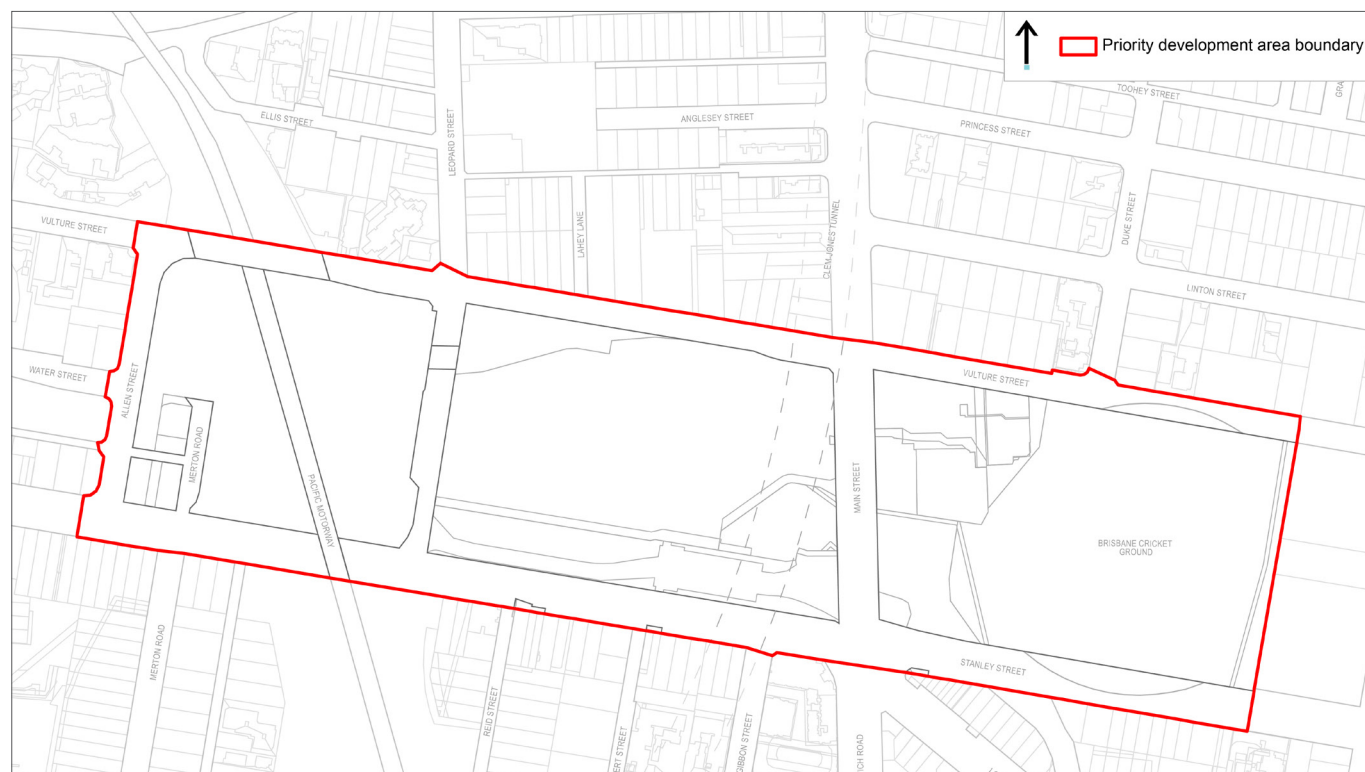 Priority development area boundary
TOOHEY STREET
ELLIS STREET
LEOPARD STREET
ANGLESEY STREET
PRINCESS STREET
VULTURE STREET
LAHEY LANE
CLEM JONES TUNNEL
DUKE STREET
LINTON STREET
WATER STREET
ALLEN STREET
VULTURE STREET
MERTON ROAD
PACIFIC MOTORWAY
MAIN STREET
BRISBANE CRICKET
GROUND
MERTON ROAD
REID STREET
STANLEY STREET
GIBBON STREET